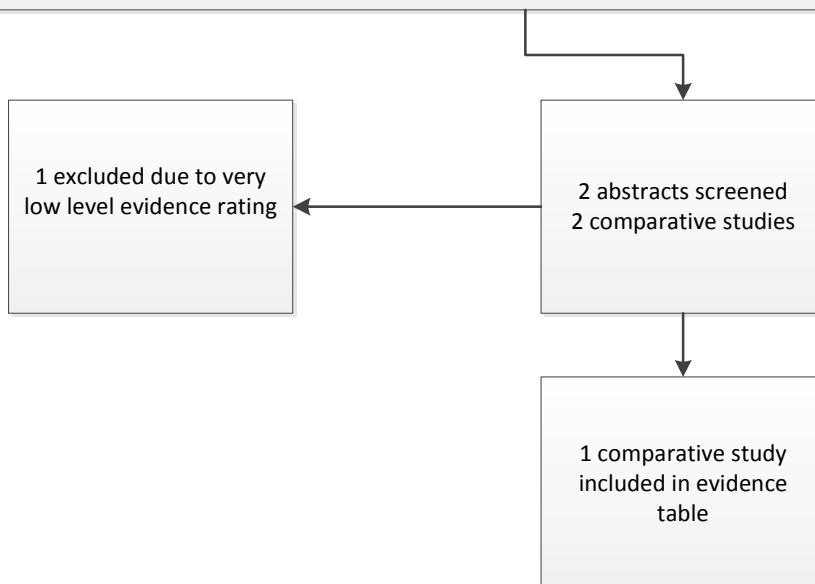 1 excluded due to very
low level evidence rating
2 abstracts screened
2 comparative studies
1 comparative study
included in evidence
table